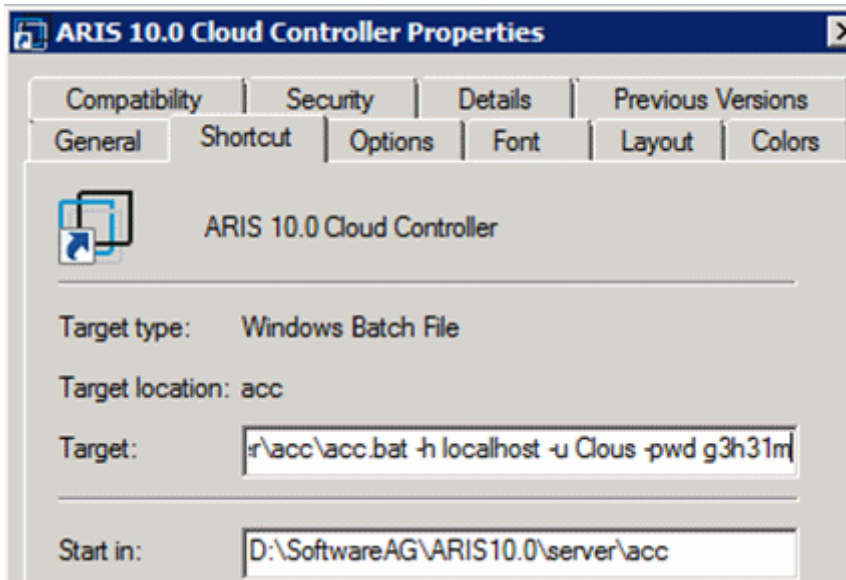 ARIS 10.0 Cloud Controller Properties
Compatibility Security Details Previous Versions
General Shortcut Options Font Layout Colors
ARIS 10.0 Cloud Controller
Target type: Windows Batch File
Target location: acc
Target: r\acc\acc.bat -h localhost -u Clous -pwd g3h31m
Start in: D:\SoftwareAG\ARIS10.0\server\acc